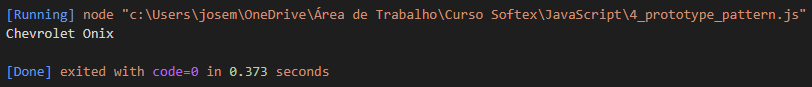 [Running] node "c:\Users\josem\OneDrive\Área de Trabalho\Curso Softex\JavaScript\4_prototype_pattern.js"
Chevrolet Onix
[Done] exited with code=0 in 0.373 seconds